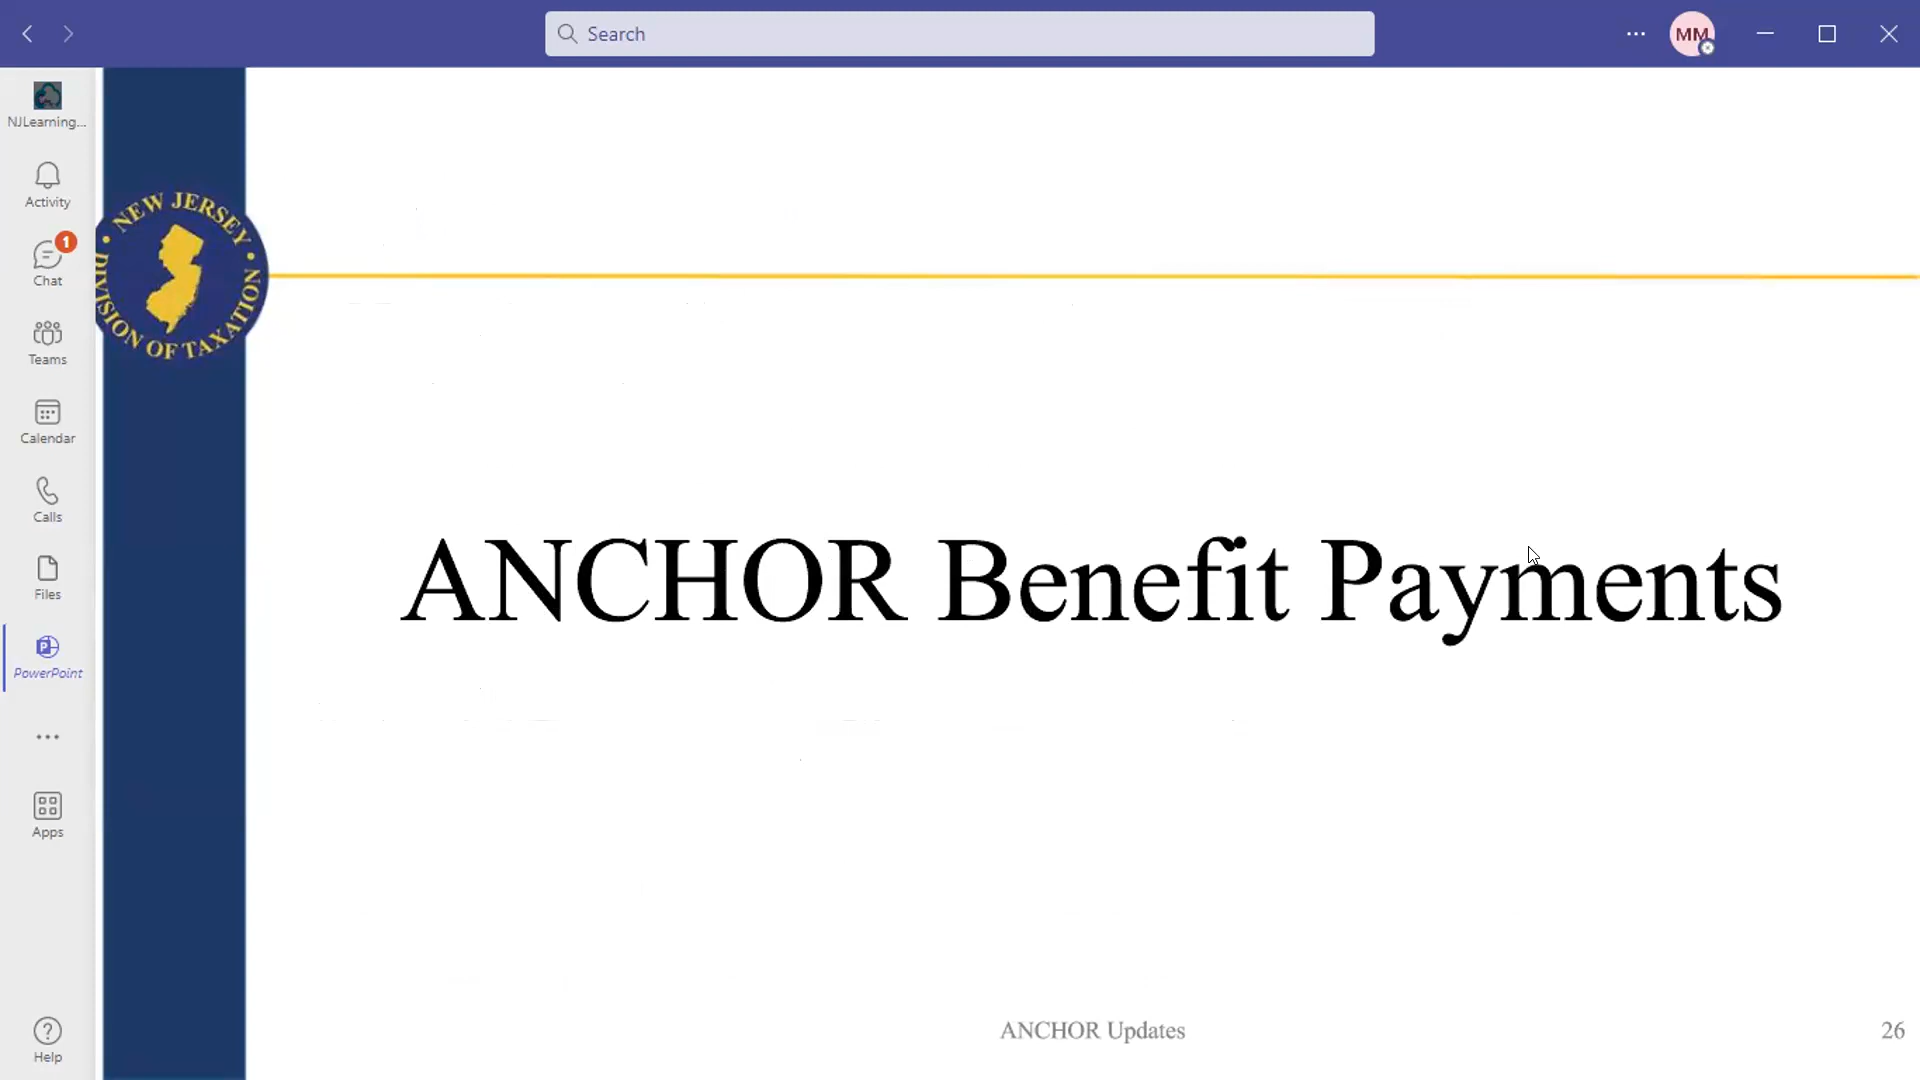 Search
MM
NJLearning...
Activity
1
Chat
Teams
Calendar
Calls
Files
PowerPoint
Apps
Help
• NEW JERSEY •
DIVISION OF TAXATION
ANCHOR Benefit Payments
ANCHOR Updates
26